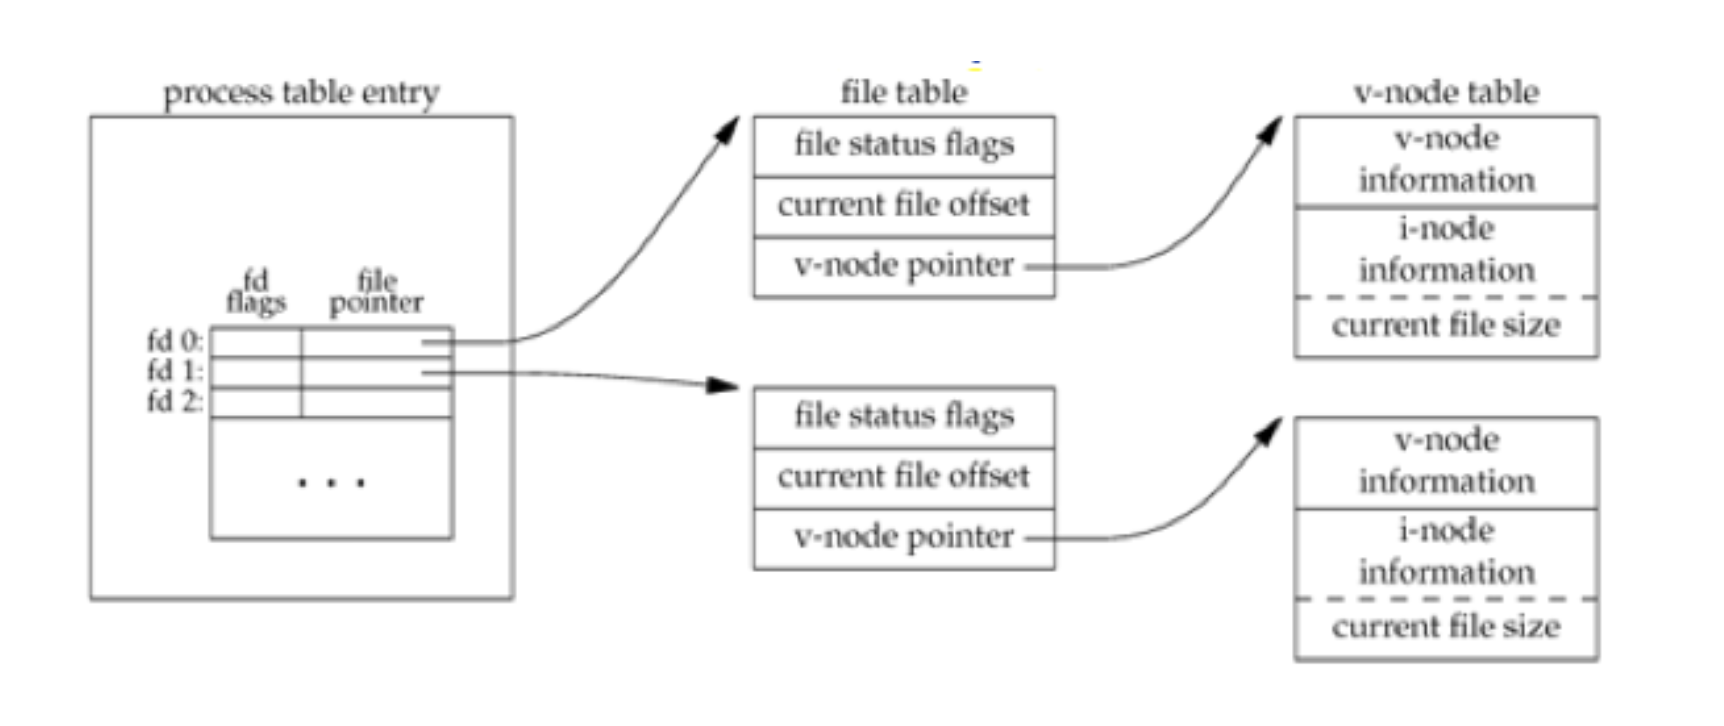 process table entry
fd
flags
file
pointer
fd 0:
fd 1:
fd 2:
. . .
file table
file status flags
current file offset
v-node pointer
file status flags
current file offset
v-node pointer
v-node table
v-node
information
i-node
information
current file size
v-node
information
i-node
information
current file size